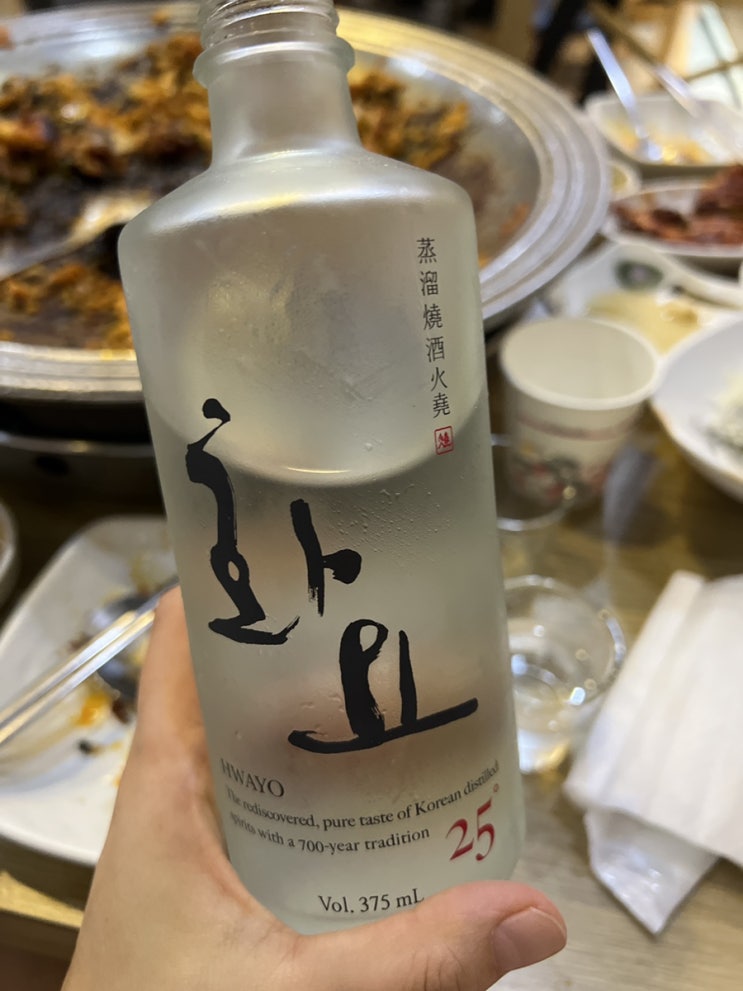 蒸溜燒酒火堯
화요
HWAYO
The rediscovered, pure taste of Korean distilled
spirits with a 700-year tradition
25°
Vol. 375 mL